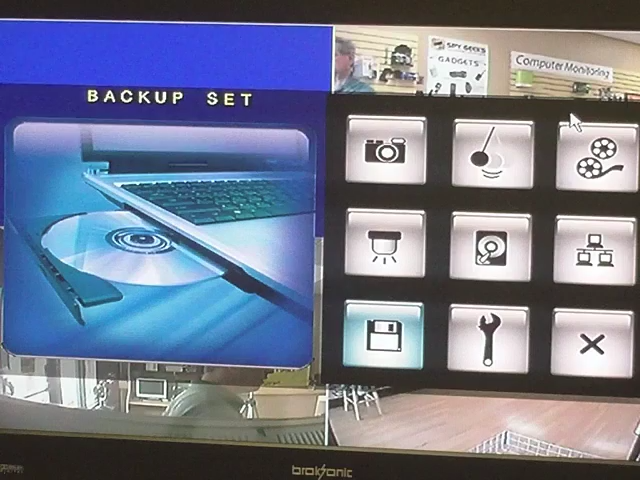 SPY GEEKS
GADGETS
Computer Monitoring
BACKUP SET
broksonic